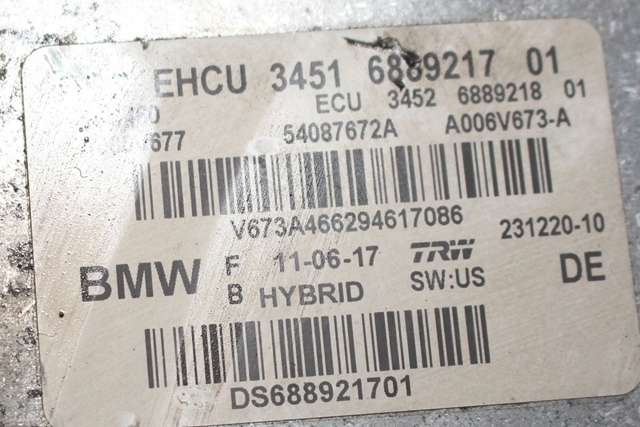 EHCU 3451 6889217 01
ECU 3452 6889218 01
677 54087672A A006V673-A
V673A466294617086
231220-10
BMW F 11-06-17 TRW DE
B HYBRID SW:US
DS688921701